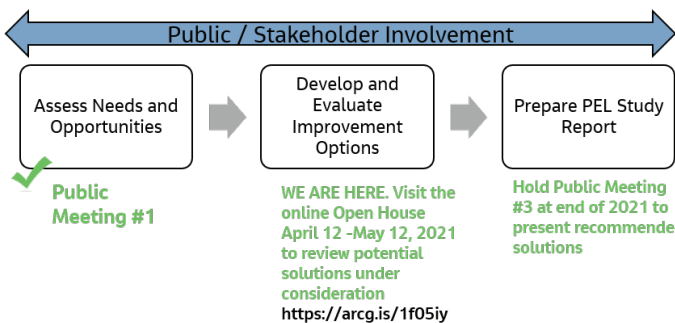 Public / Stakeholder Involvement
Assess Needs and
Opportunities
Develop and
Evaluate
Improvement
Options
Prepare PEL Study
Report
Public
Meeting #1
WE ARE HERE. Visit the
online Open House
April 12 -May 12, 2021
to review potential
solutions under
consideration
https://arcg.is/1f05iy
Hold Public Meeting
#3 at end of 2021 to
present recommende
solutions